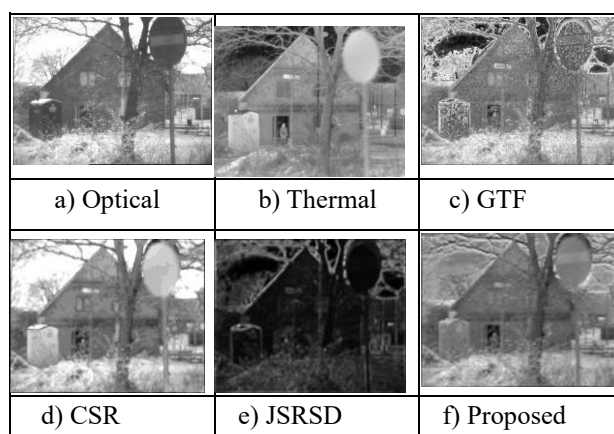 a) Optical
b) Thermal
c) GTF
d) CSR
e) JSRSD
f) Proposed